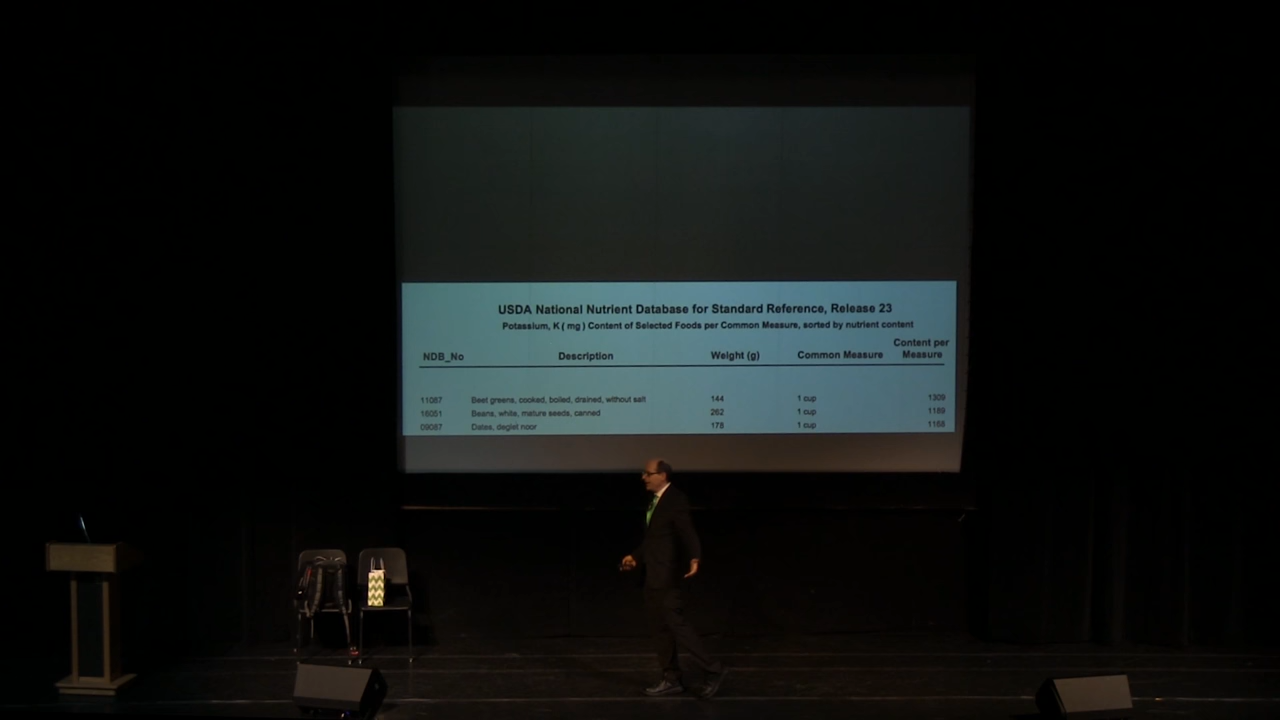 USDA National Nutrient Database for Standard Reference, Release 23
Potassium, K ( mg ) Content of Selected Foods per Common Measure, sorted by nutrient content
NDB_No Description Weight (g) Common Measure Content per Measure
11087 Beet greens, cooked, boiled, drained, without salt 144 1 cup 1309
16051 Beans, white, mature seeds, canned 262 1 cup 1189
09087 Dates, deglet noor 178 1 cup 1168